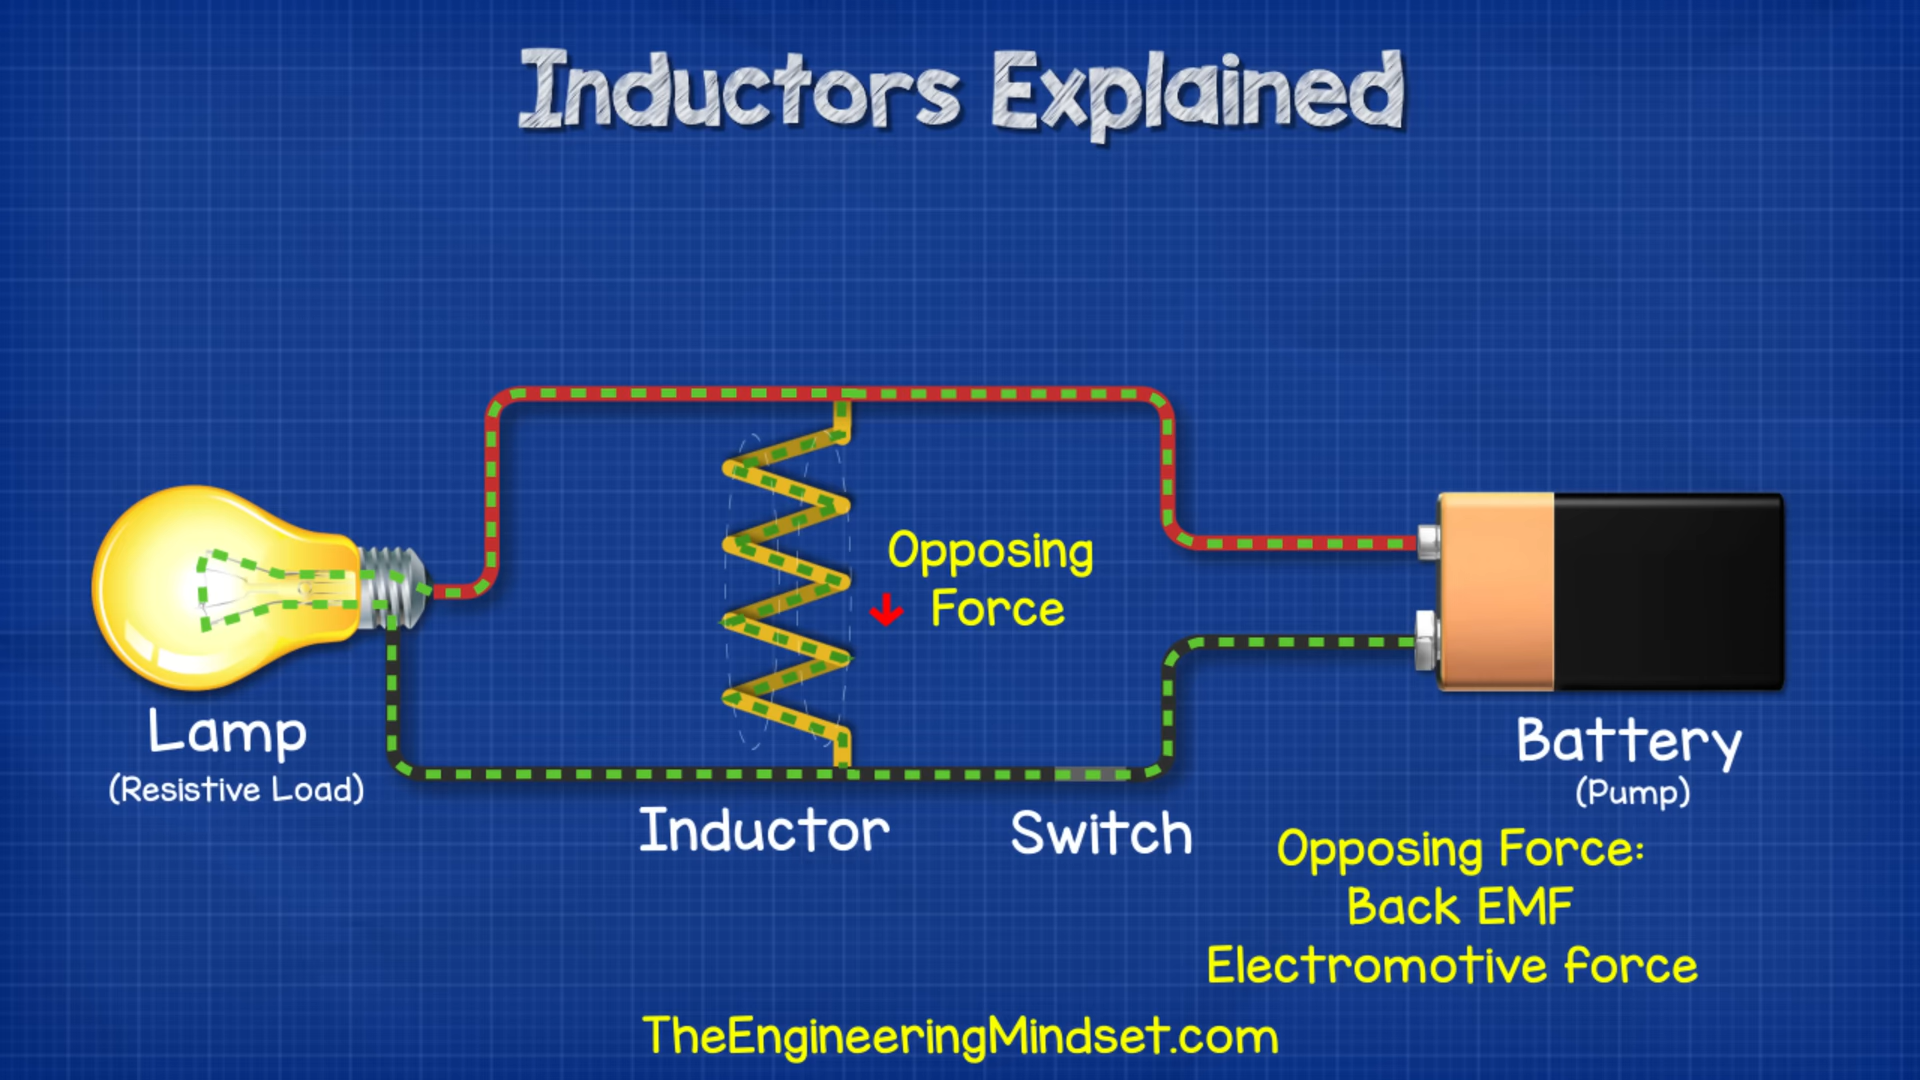 Inductors Explained
Opposing
Force
Lamp
(Resistive Load)
Inductor
Switch
Battery
(Pump)
Opposing Force:
Back EMF
Electromotive force
TheEngineeringMindset.com